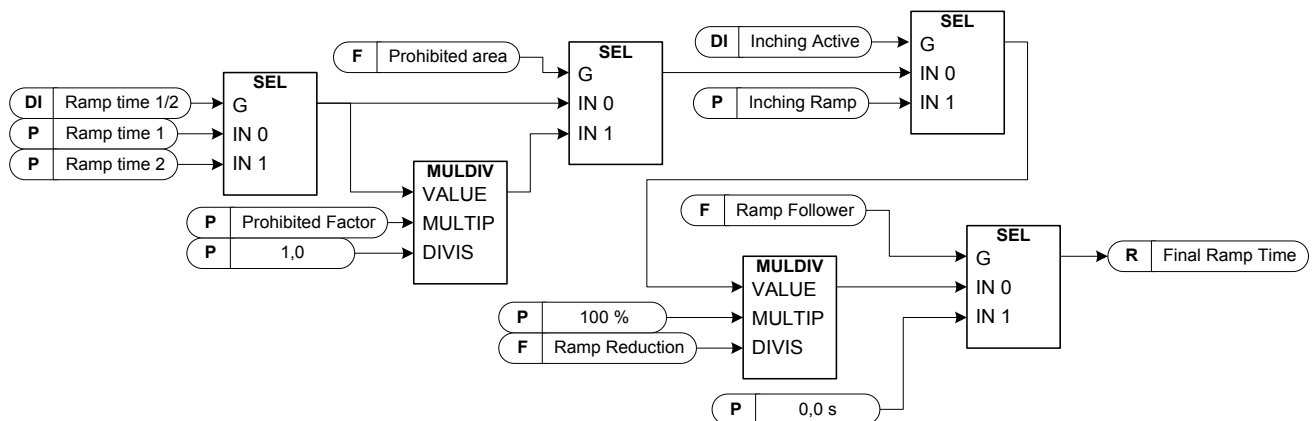 SEL
DI Inching Active
G
IN 0
P Inching Ramp
IN 1
SEL
F Prohibited area
G
IN 0
IN 1
SEL
DI Ramp time 1/2
G
P Ramp time 1
IN 0
P Ramp time 2
IN 1
MULDIV
VALUE
P Prohibited Factor
MULTIP
P 1,0
DIVIS
F Ramp Follower
SEL
G
IN 0
IN 1
R Final Ramp Time
MULDIV
VALUE
P 100 %
MULTIP
F Ramp Reduction
DIVIS
P 0,0 s